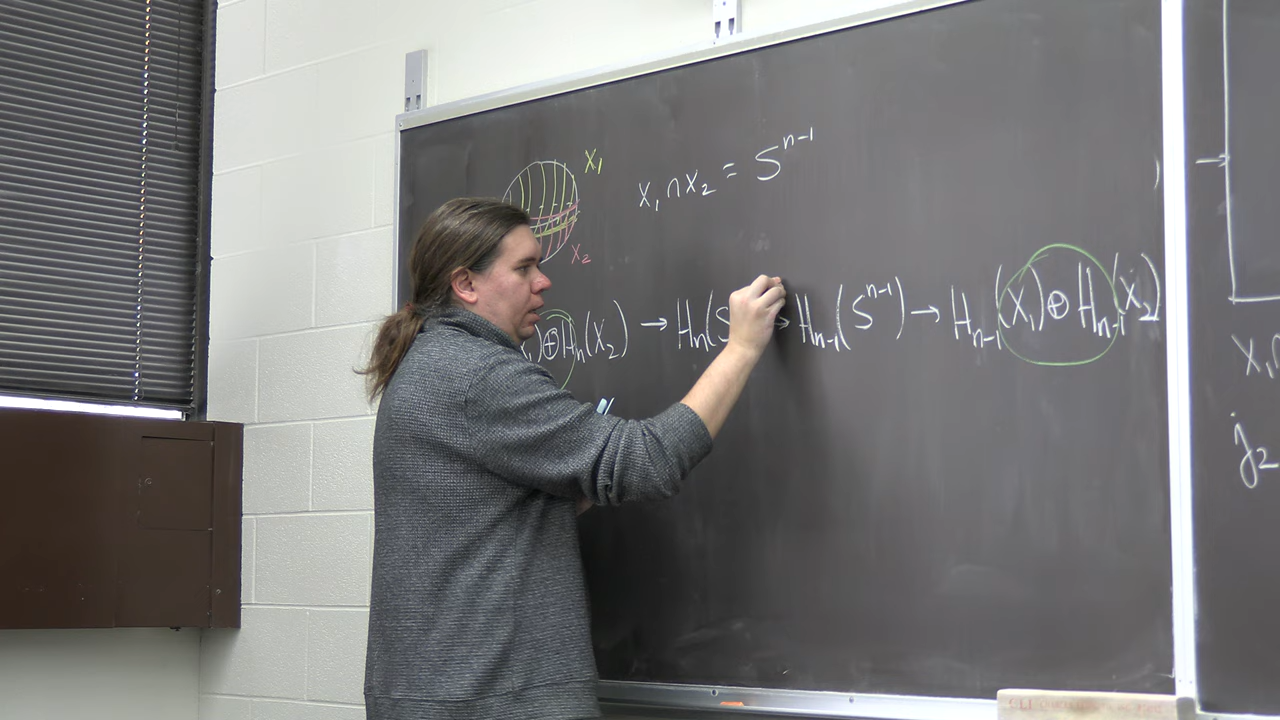 X₁
X₁∩X₂ = Sⁿ⁻¹
X₂
₁)⊕Hₙ(X₂) → Hₙ(S → Hₙ₋₁(Sⁿ⁻¹) → Hₙ₋₁(X₁)⊕Hₙ₋₁(X₂)
→
X₁∩
j₂